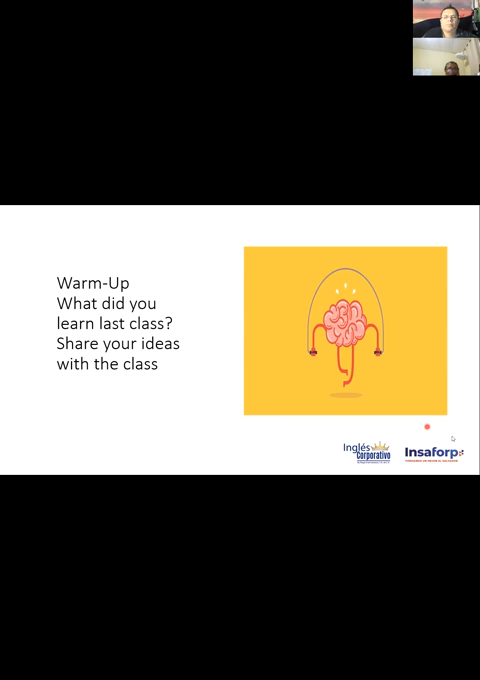 Warm-Up
What did you
learn last class?
Share your ideas
with the class
Inglés
Corporativo
Insaforp